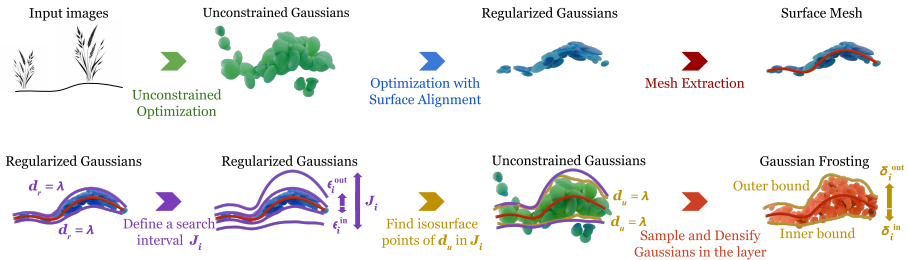 Input images
Unconstrained Gaussians
Regularized Gaussians
Surface Mesh
Unconstrained
Optimization
Optimization with
Surface Alignment
Mesh Extraction
Regularized Gaussians
Regularized Gaussians
Unconstrained Gaussians
Gaussian Frosting
d_r = λ
d_r = λ
Define a search
interval J_i
ϵ_i^out
ϵ_i^in
J_i
Find isosurface
points of d_u in J_i
d_u = λ
d_u = λ
Sample and Densify
Gaussians in the layer
Outer bound
Inner bound
δ_i^out
δ_i^in